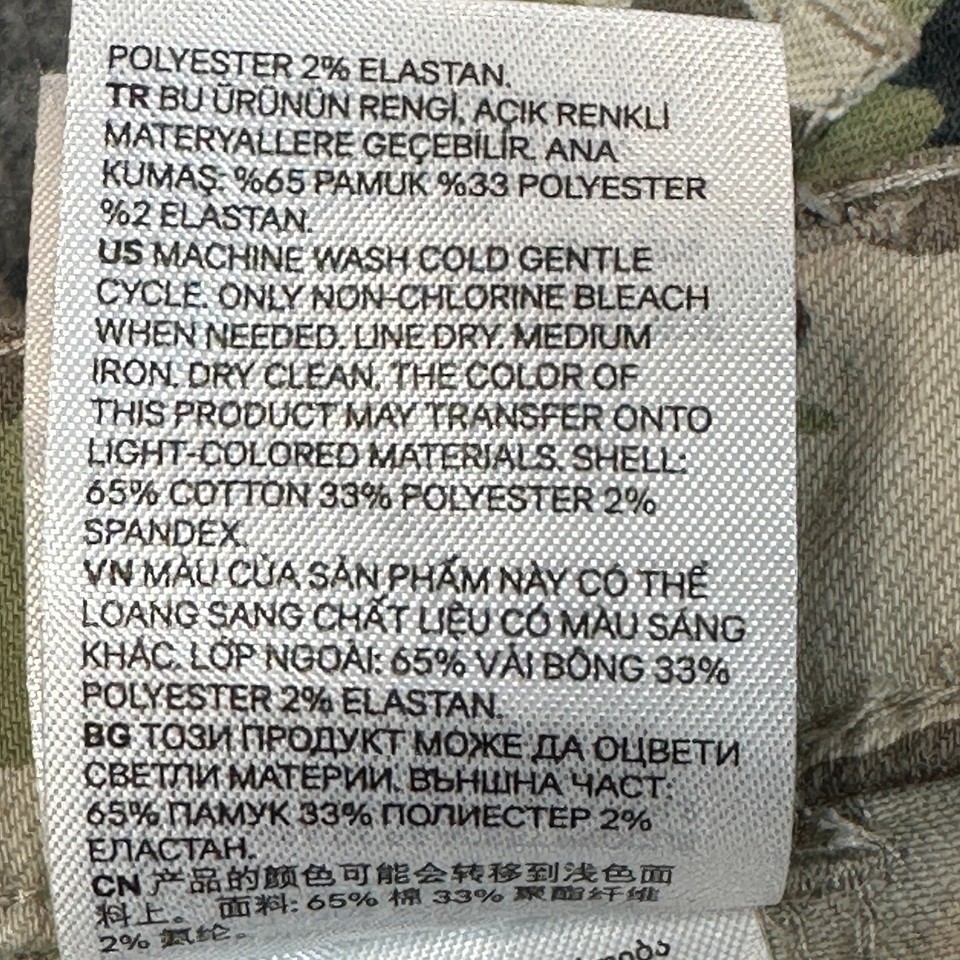 POLYESTER 2% ELASTAN.
TR BU ÜRÜNÜN RENGİ, AÇIK RENKLİ
MATERYALLERE GEÇEBİLİR. ANA
KUMAŞ: %65 PAMUK %33 POLYESTER
%2 ELASTAN.
US MACHINE WASH COLD GENTLE
CYCLE. ONLY NON-CHLORINE BLEACH
WHEN NEEDED. LINE DRY. MEDIUM
IRON. DRY CLEAN. THE COLOR OF
THIS PRODUCT MAY TRANSFER ONTO
LIGHT-COLORED MATERIALS. SHELL:
65% COTTON 33% POLYESTER 2%
SPANDEX.
VN MÀU CỦA SẢN PHẨM NÀY CÓ THỂ
LOANG SANG CHẤT LIỆU CÓ MÀU SÁNG
KHÁC. LỚP NGOÀI: 65% VẢI BÔNG 33%
POLYESTER 2% ELASTAN.
BG ТОЗИ ПРОДУКТ МОЖЕ ДА ОЦВЕТИ
СВЕТЛИ МАТЕРИИ. ВЪНШНА ЧАСТ:
65% ПАМУК 33% ПОЛИЕСТЕР 2%
ЕЛАСТАН.
CN 产品的颜色可能会转移到浅色面
料上。 面料: 65% 棉 33% 聚酯纤维
2% 氨纶。